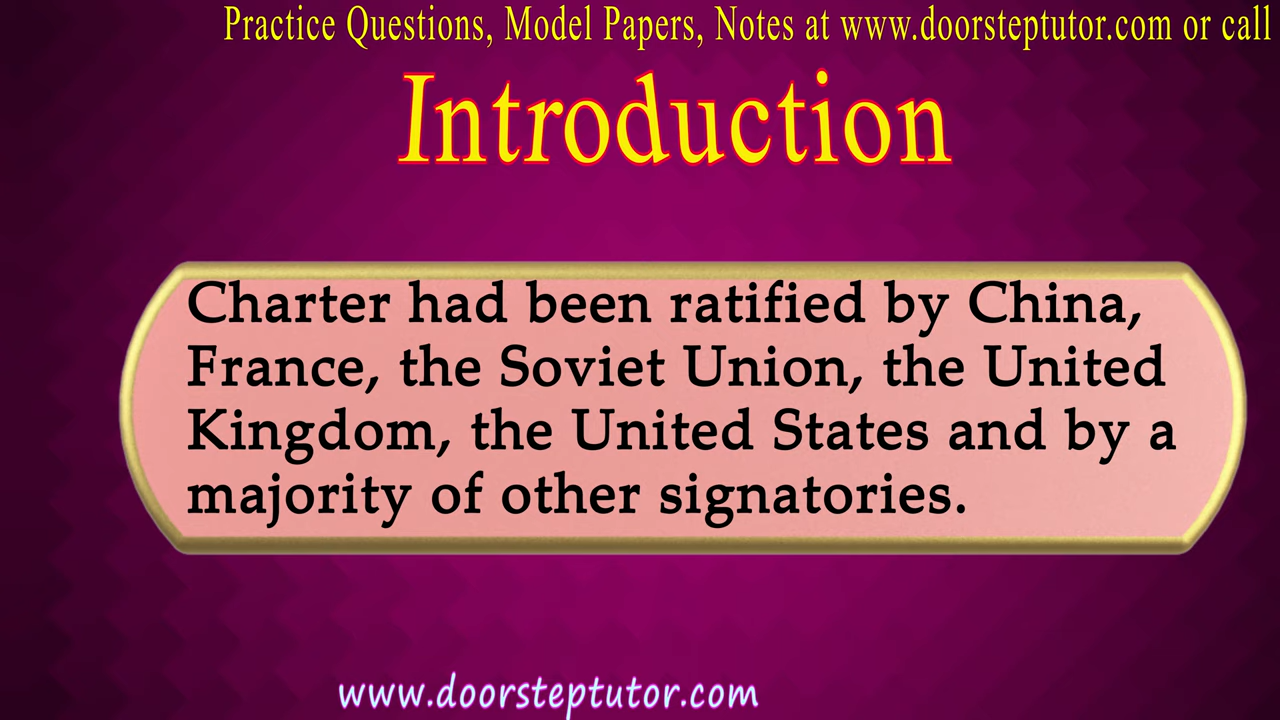 Practice Questions, Model Papers, Notes at www.doorsteptutor.com or call
Introduction
Charter had been ratified by China,
France, the Soviet Union, the United
Kingdom, the United States and by a
majority of other signatories.
www.doorsteptutor.com